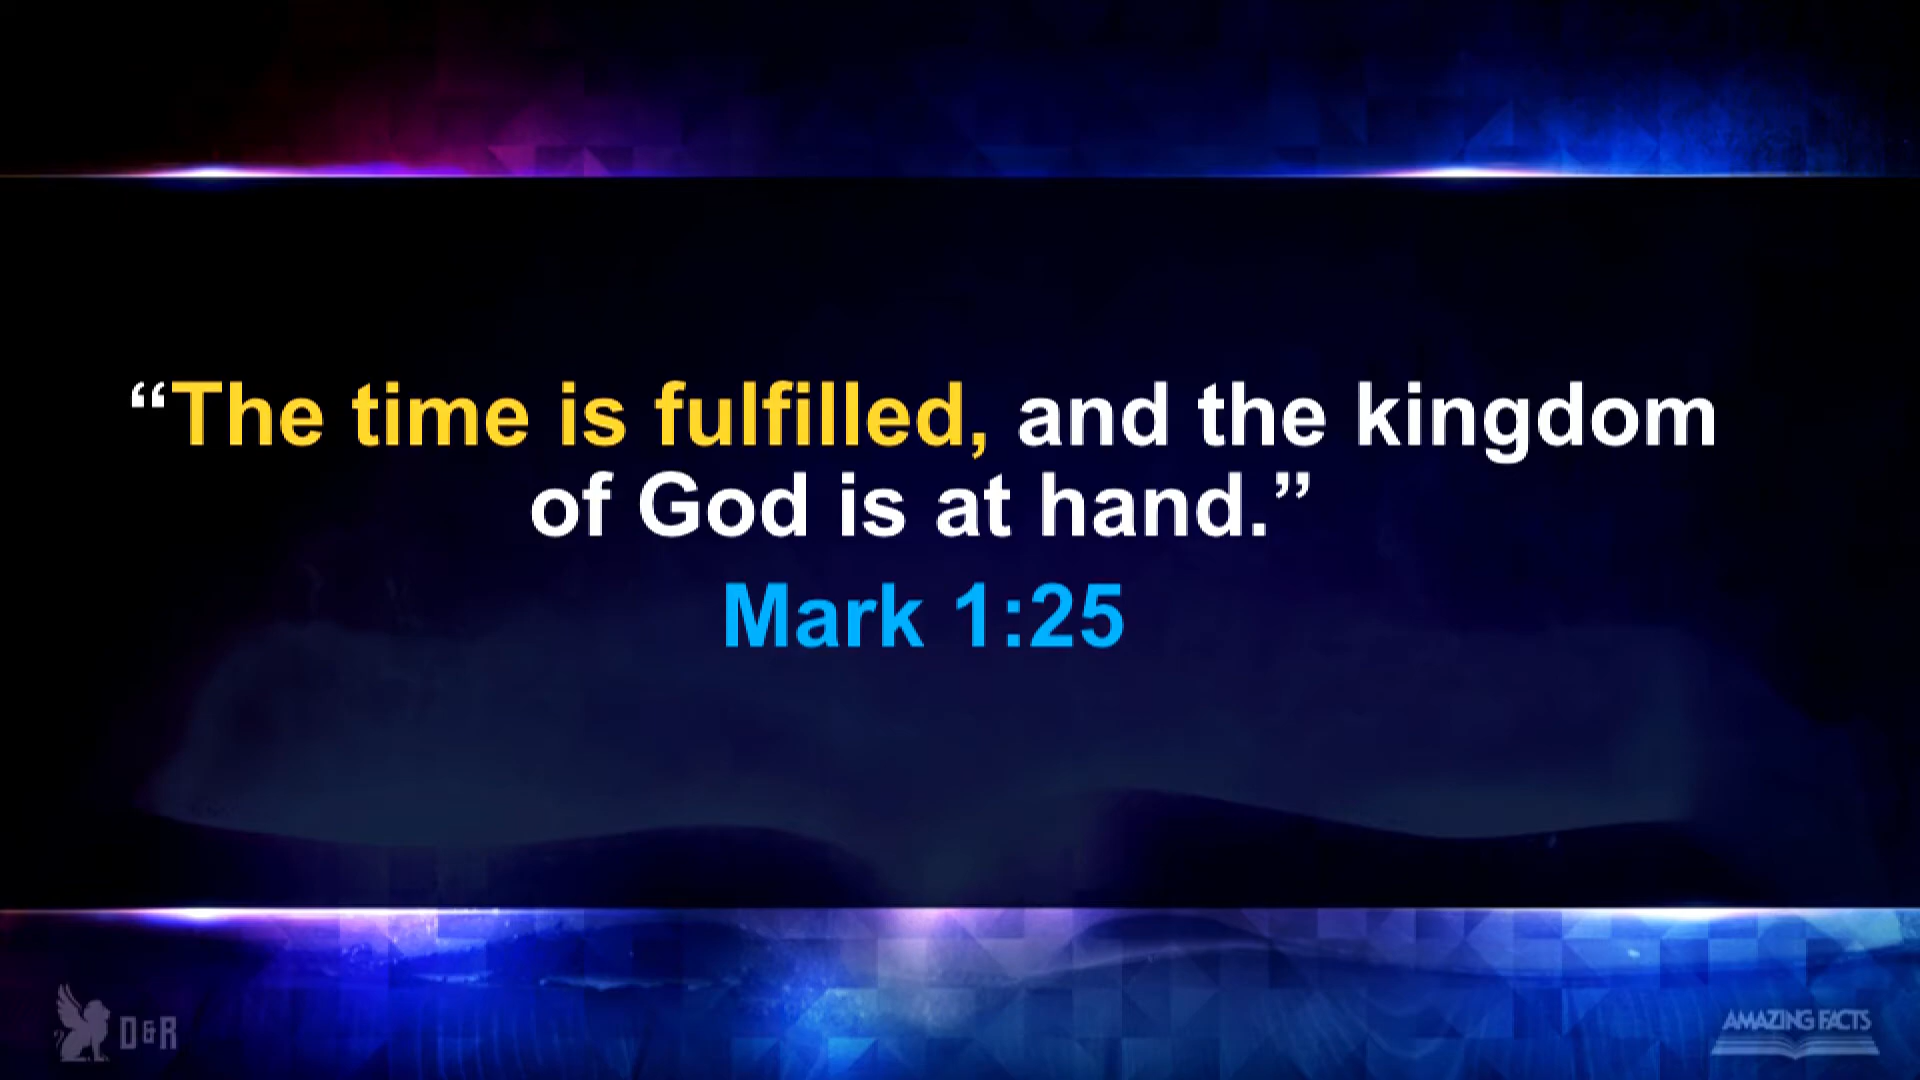 “The time is fulfilled, and the kingdom
of God is at hand.”
Mark 1:25
D&R
AMAZING FACTS